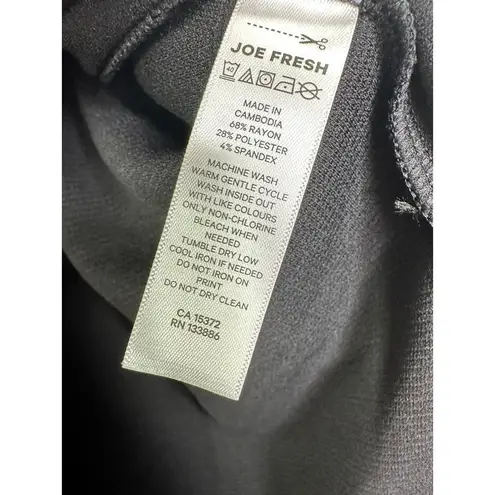 JOE FRESH
40
MADE IN
CAMBODIA
68% RAYON
28% POLYESTER
4% SPANDEX
MACHINE WASH
WARM GENTLE CYCLE
WASH INSIDE OUT
WITH LIKE COLOURS
ONLY NON-CHLORINE
BLEACH WHEN
NEEDED
TUMBLE DRY LOW
COOL IRON IF NEEDED
DO NOT IRON ON
PRINT
DO NOT DRY CLEAN
CA 15372
RN 133886